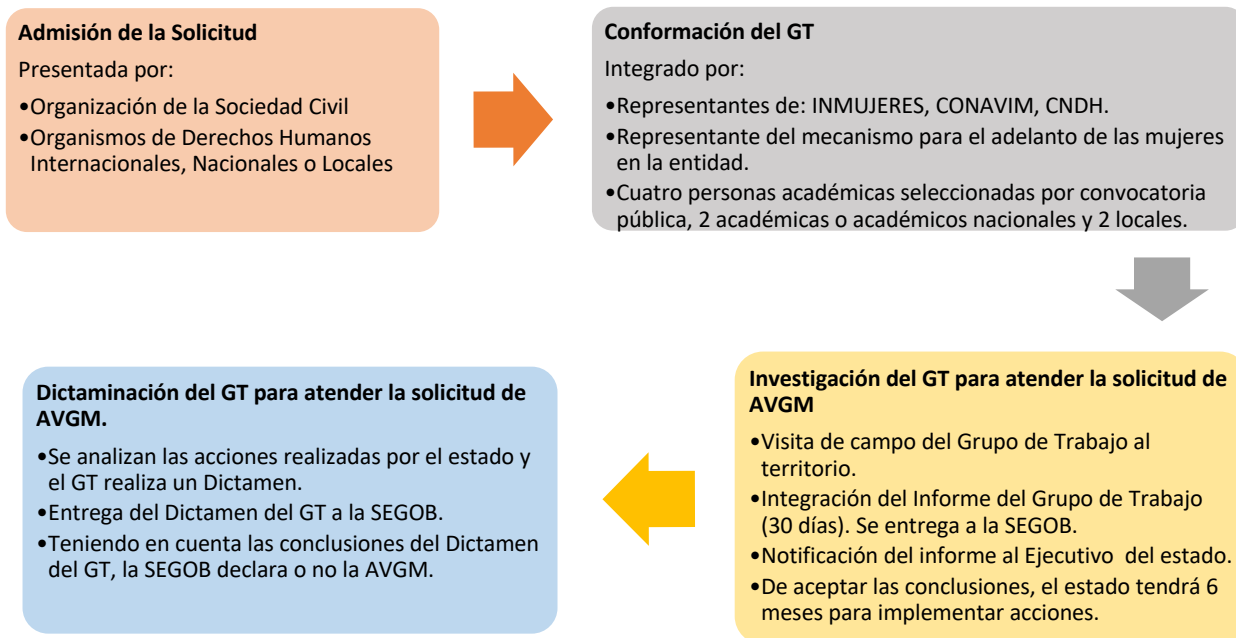 Admisión de la Solicitud
Presentada por:
•Organización de la Sociedad Civil
•Organismos de Derechos Humanos
Internacionales, Nacionales o Locales
Conformación del GT
Integrado por:
•Representantes de: INMUJERES, CONAVIM, CNDH.
•Representante del mecanismo para el adelanto de las mujeres
en la entidad.
•Cuatro personas académicas seleccionadas por convocatoria
pública, 2 académicas o académicos nacionales y 2 locales.
Investigación del GT para atender la solicitud de
AVGM
•Visita de campo del Grupo de Trabajo al
territorio.
•Integración del Informe del Grupo de Trabajo
(30 días). Se entrega a la SEGOB.
•Notificación del informe al Ejecutivo del estado.
•De aceptar las conclusiones, el estado tendrá 6
meses para implementar acciones.
Dictaminación del GT para atender la solicitud de
AVGM.
•Se analizan las acciones realizadas por el estado y
el GT realiza un Dictamen.
•Entrega del Dictamen del GT a la SEGOB.
•Teniendo en cuenta las conclusiones del Dictamen
del GT, la SEGOB declara o no la AVGM.